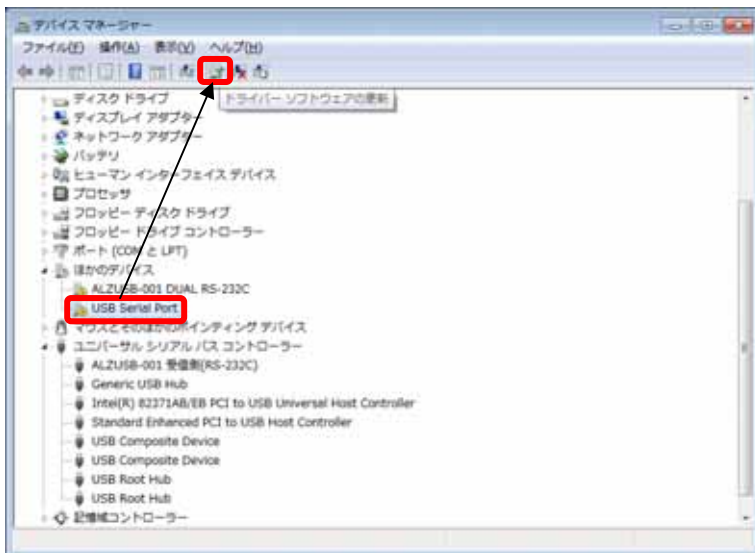 デバイス マネージャー
ファイル(F) 操作(A) 表示(V) ヘルプ(H)
ドライバー ソフトウェアの更新
ディスク ドライブ
ディスプレイ アダプター
ネットワーク アダプター
バッテリ
ヒューマン インターフェイス デバイス
プロセッサ
フロッピー ディスク ドライブ
フロッピー ドライブ コントローラー
ポート (COM と LPT)
ほかのデバイス
ALZUSB-001 DUAL RS-232C
USB Serial Port
マウスとそのほかのポインティング デバイス
ユニバーサル シリアル バス コントローラー
ALZUSB-001 受信側(RS-232C)
Generic USB Hub
Intel(R) 82371AB/EB PCI to USB Universal Host Controller
Standard Enhanced PCI to USB Host Controller
USB Composite Device
USB Composite Device
USB Root Hub
USB Root Hub
記憶域コントローラー